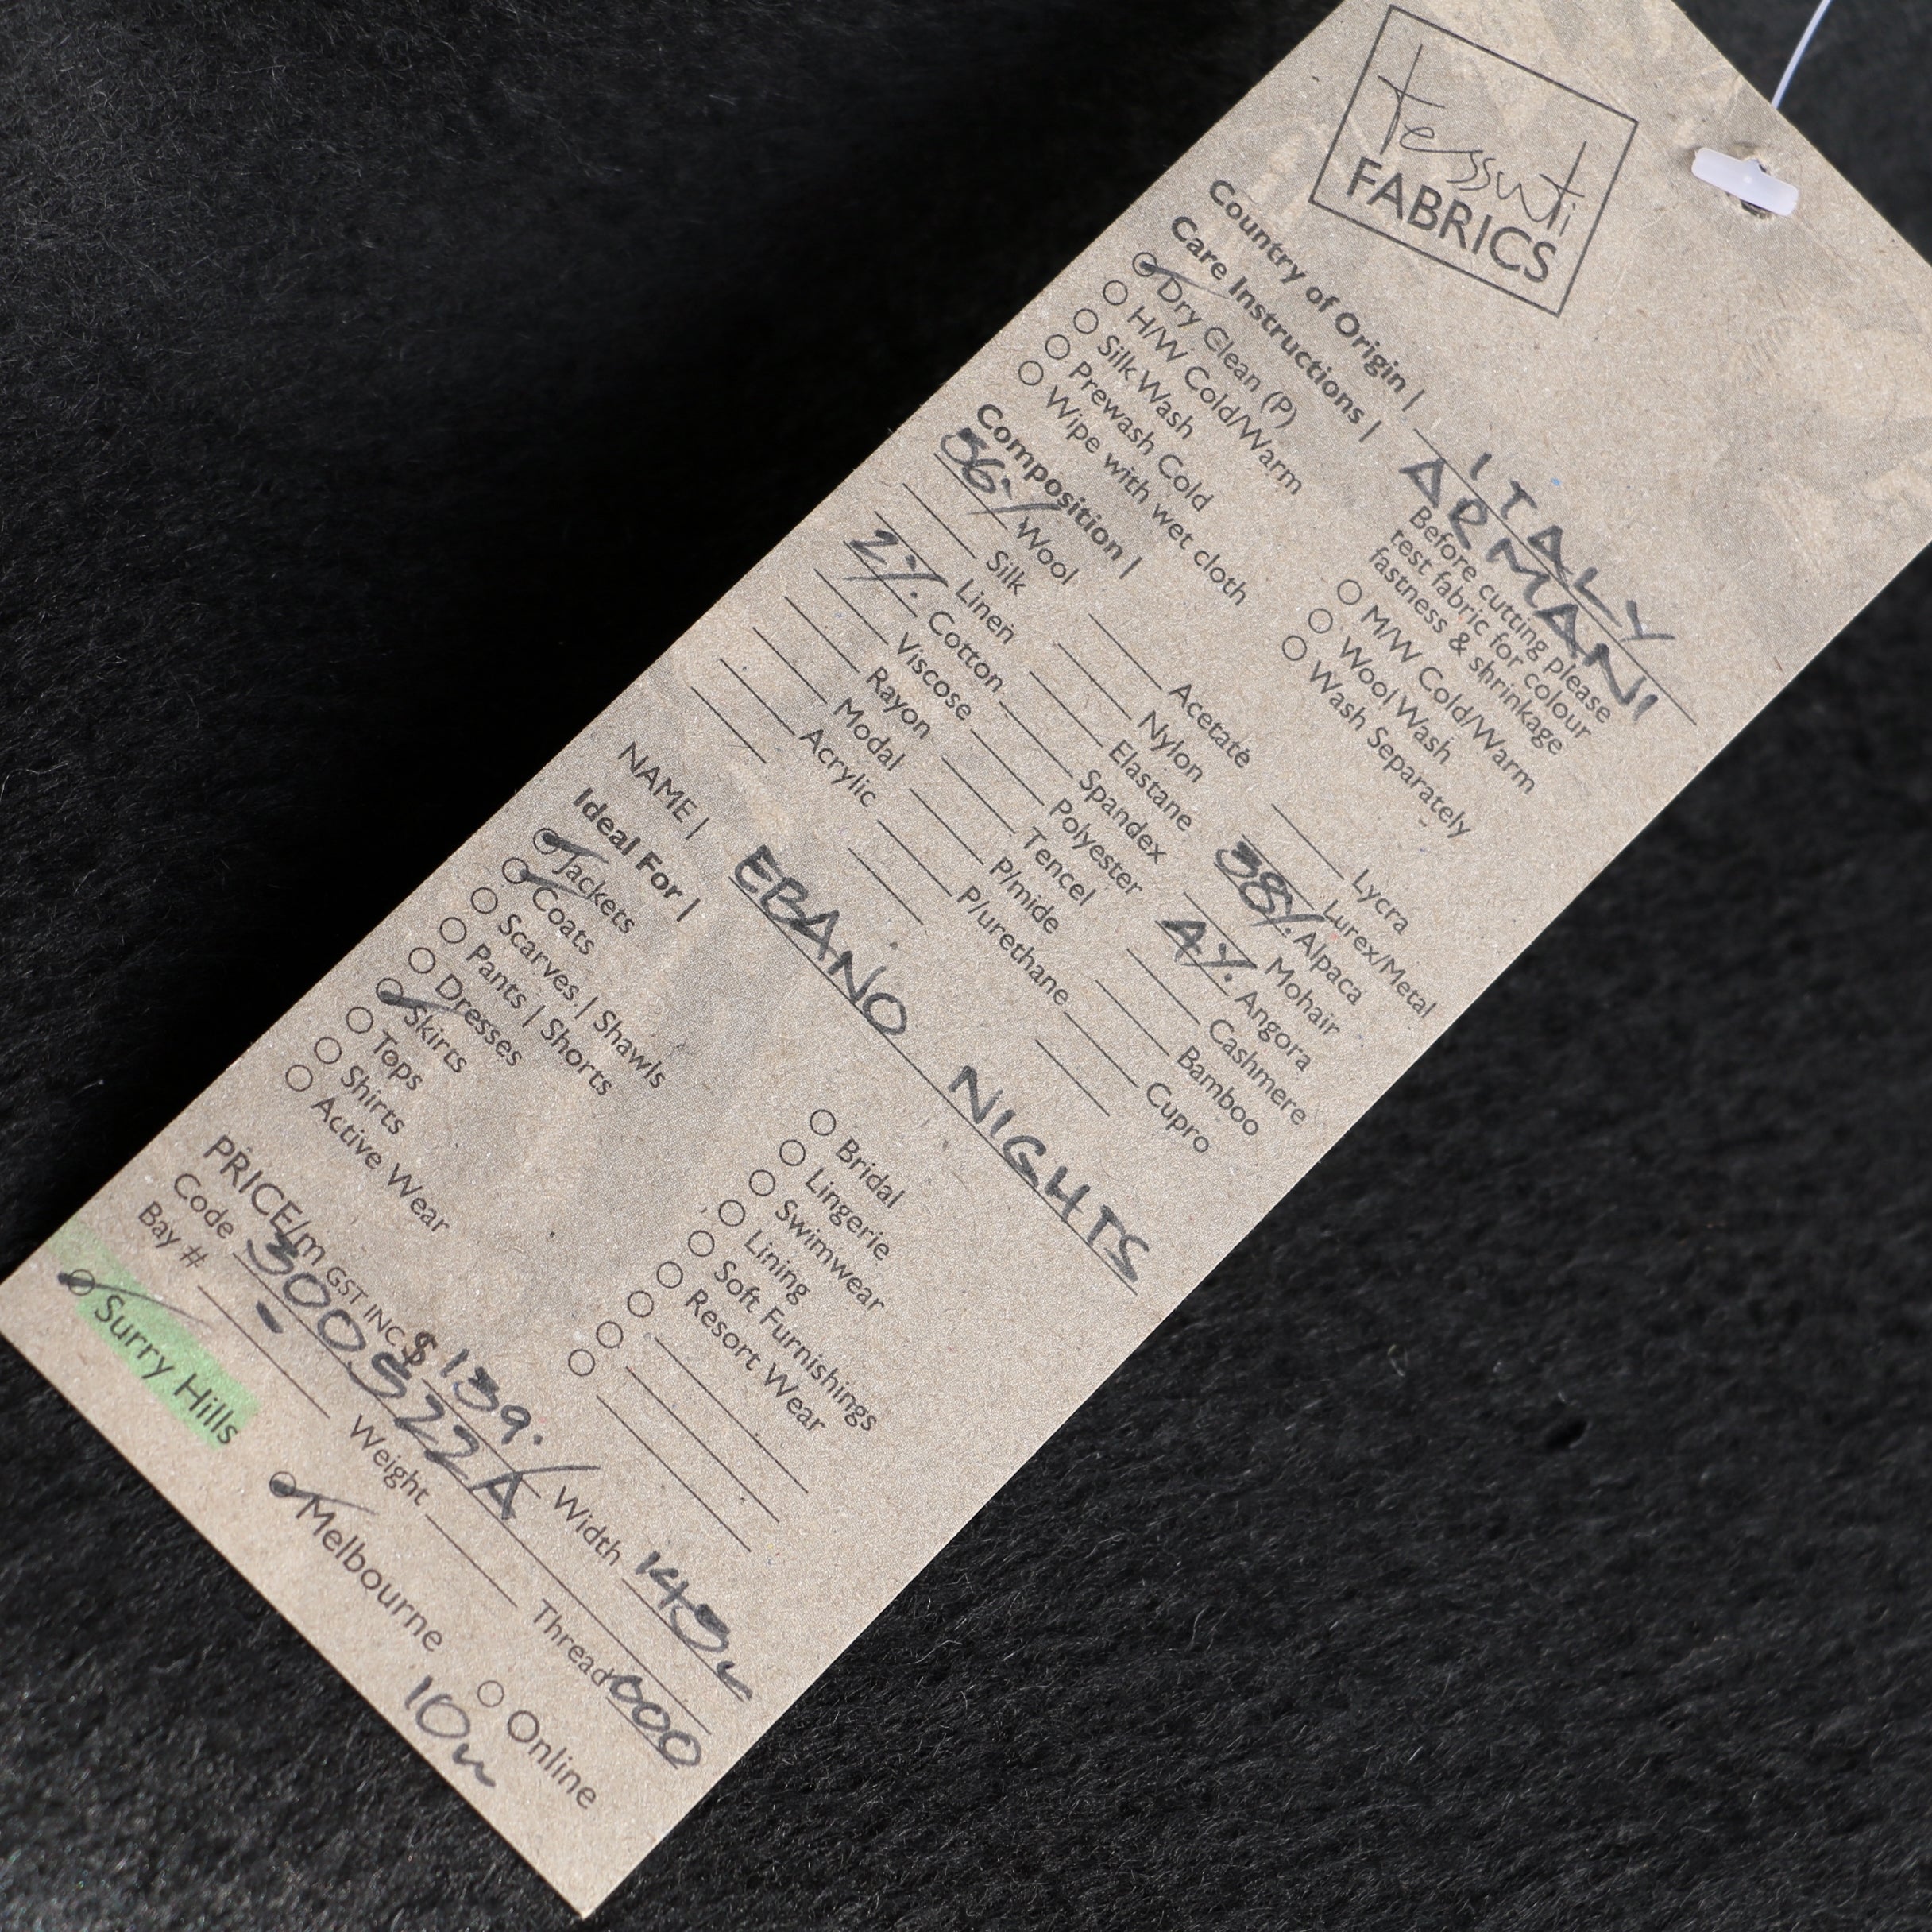 tessuti
FABRICS
Country of Origin | ITALY
Care Instructions | ARMANI
Dry Clean (P)
H/W Cold/Warm
Silk Wash
Prewash Cold
Wipe with wet cloth
Before cutting please
test fabric for colour
fastness & shrinkage
M/W Cold/Warm
Wool Wash
Wash Separately
Composition |
56% Wool
Silk
Linen
2% Cotton
Viscose
Rayon
Modal
Acrylic
Acetate
Nylon
Elastane
Spandex
Polyester
Tencel
P/mide
P/urethane
Lycra
Lurex/Metal
38% Alpaca
Mohair
4% Angora
Cashmere
Bamboo
Cupro
NAME | EBANO NIGHTS
Ideal For |
Jackets
Coats
Scarves | Shawls
Pants | Shorts
Dresses
Skirts
Tops
Shirts
Active Wear
Bridal
Lingerie
Swimwear
Lining
Soft Furnishings
Resort Wear
PRICE/m GST INC $ 139. Width 145
Code 300522A
Bay # - Weight Thread 000
Surry Hills Melbourne Online
10m